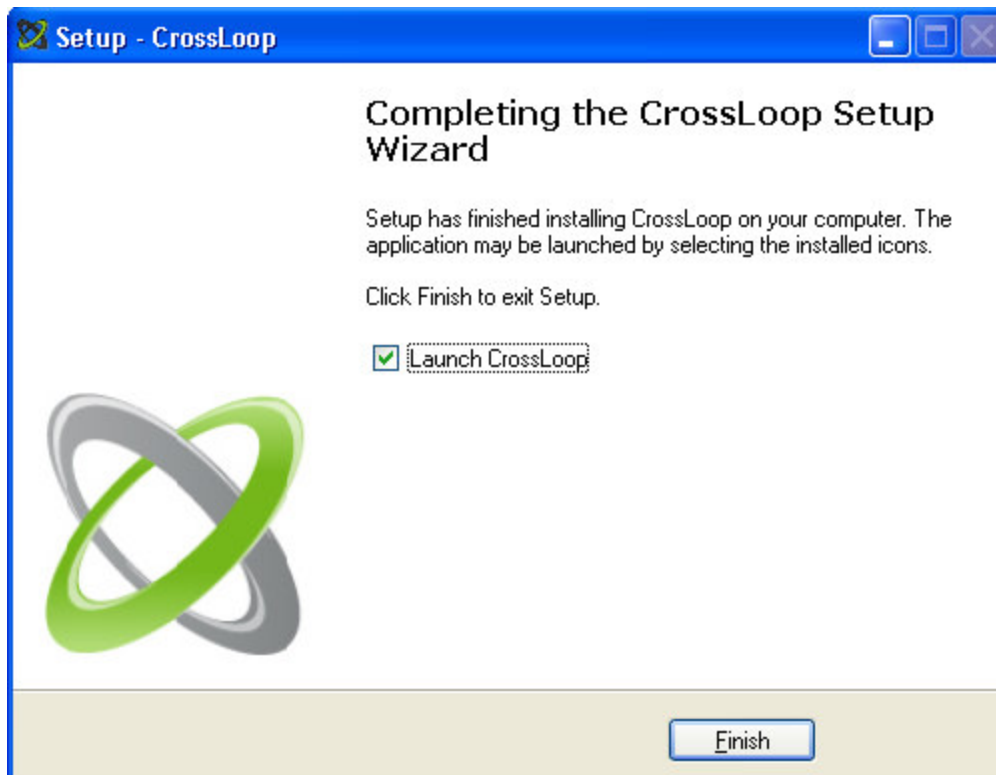 Setup - CrossLoop
Completing the CrossLoop Setup
Wizard
Setup has finished installing CrossLoop on your computer. The
application may be launched by selecting the installed icons.
Click Finish to exit Setup.
Launch CrossLoop
Finish